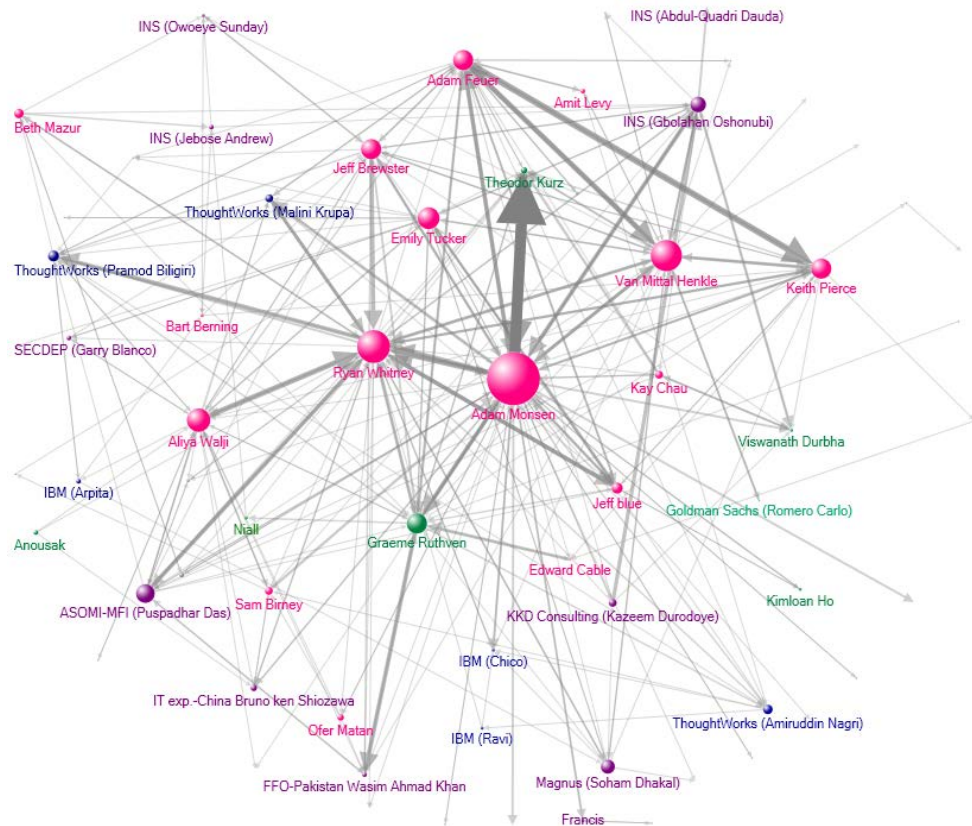 INS (Owoeye Sunday)
INS (Abdul-Quadri Dauda)
Adam Feuer
Amit Levy
Beth Mazur
INS (Gbolahan Oshonubi)
INS (Jebose Andrew)
Jeff Brewster
Theodor Kurz
ThoughtWorks (Malini Krupa)
Emily Tucker
ThoughtWorks (Pramod Biligiri)
Van Mittal Henkle
Keith Pierce
Bart Berning
SECDEP (Garry Blanco)
Ryan Whitney
Kay Chau
Adam Monsen
Aliya Walji
Viswanath Durbha
IBM (Arpita)
Jeff blue
Goldman Sachs (Romero Carlo)
Niall
Anousak
Graeme Ruthven
Edward Cable
Kimloan Ho
ASOMI-MFI (Puspadhar Das)
Sam Birney
KKD Consulting (Kazeem Durodoye)
IBM (Chico)
IT exp.-China Bruno ken Shiozawa
ThoughtWorks (Amiruddin Nagri)
Ofer Matan
IBM (Ravi)
FFO-Pakistan Wasim Ahmad Khan
Magnus (Soham Dhakal)
Francis